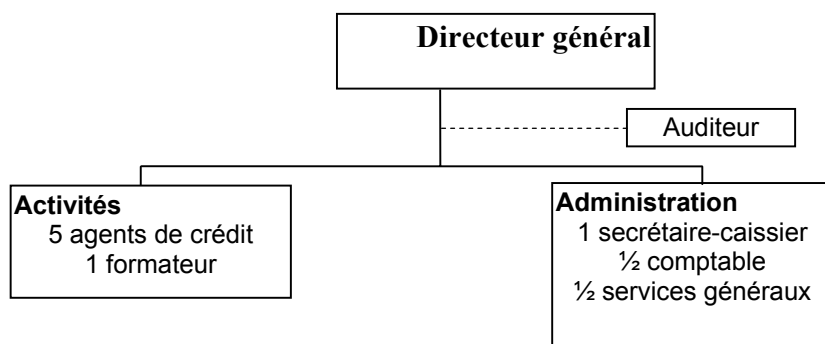 Directeur général
Auditeur
Activités
5 agents de crédit
1 formateur
Administration
1 secrétaire-caissier
½ comptable
½ services généraux